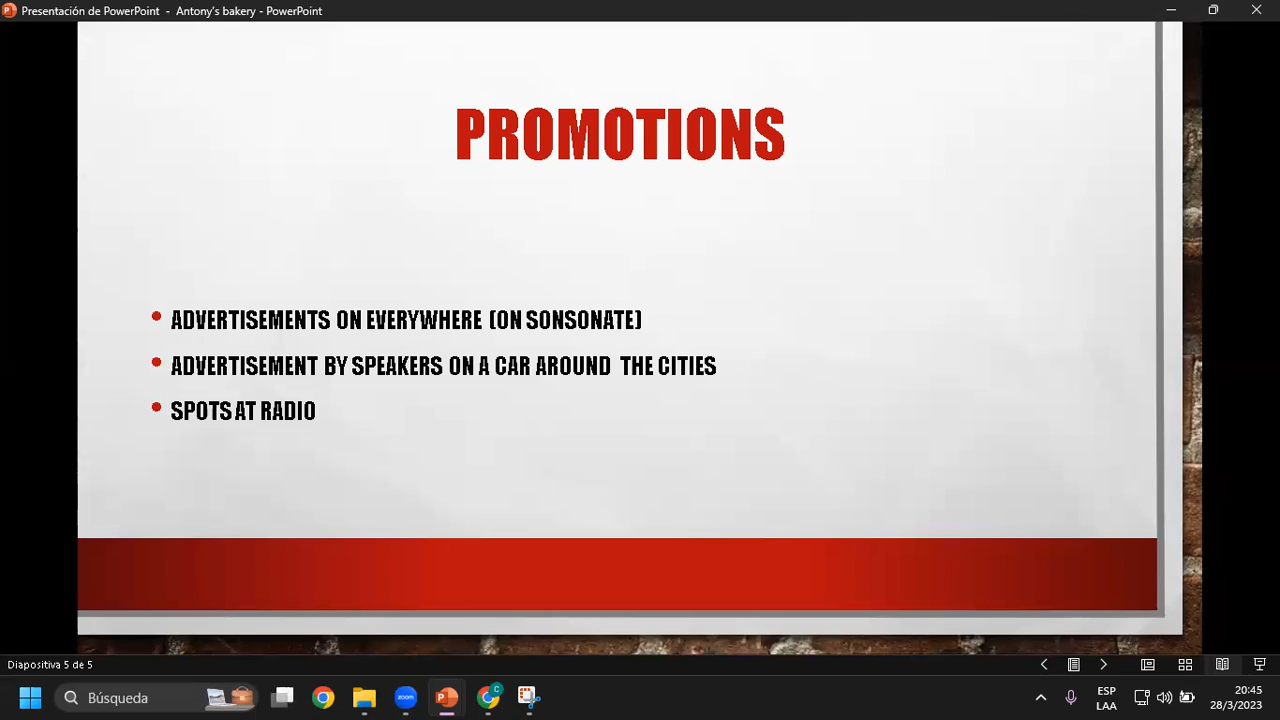 Presentación de PowerPoint - Antony's bakery - PowerPoint
PROMOTIONS
• ADVERTISEMENTS ON EVERYWHERE (ON SONSONATE)
• ADVERTISEMENT BY SPEAKERS ON A CAR AROUND THE CITIES
• SPOTS AT RADIO
Diapositiva 5 de 5
Búsqueda
zoom
C
ESP
LAA
20:45
28/3/2023